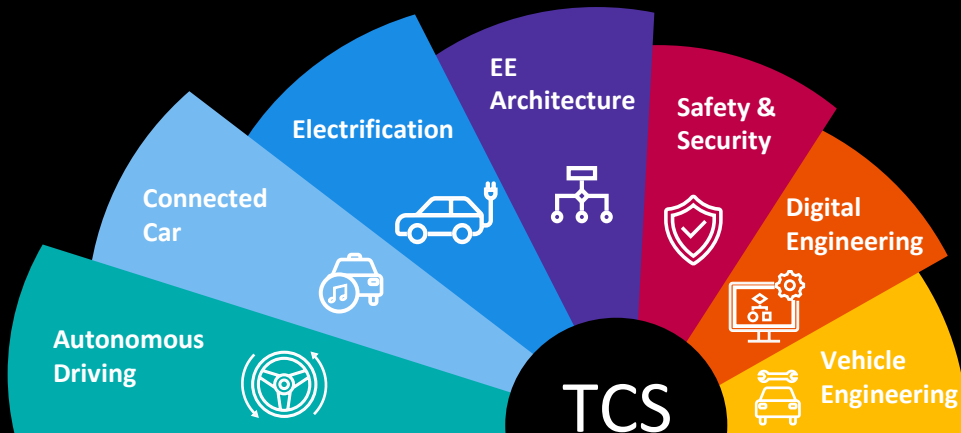 Autonomous
Driving
Connected
Car
Electrification
EE
Architecture
Safety &
Security
Digital
Engineering
Vehicle
Engineering
TCS